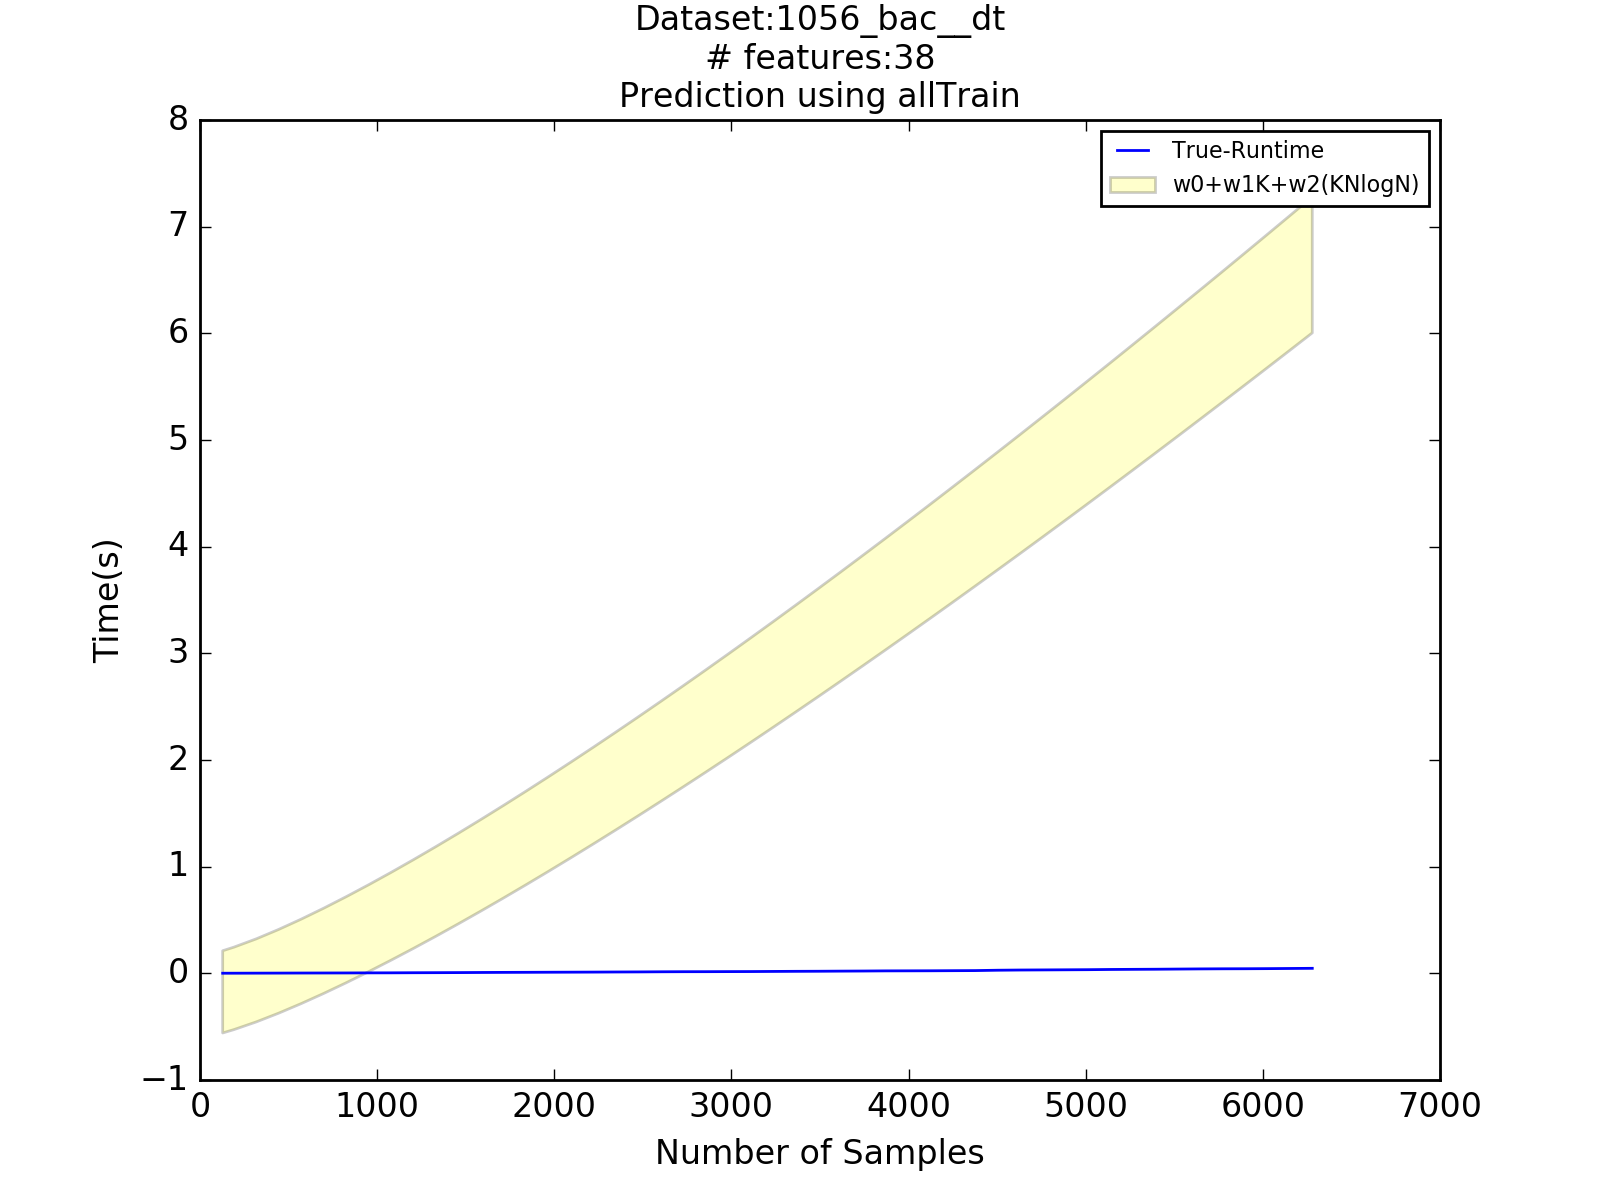 Dataset:1056_bac__dt
# features:38
Prediction using allTrain
True-Runtime
w0+w1K+w2(KNlogN)
8
7
6
5
4
3
2
1
0
−1
Time(s)
0 1000 2000 3000 4000 5000 6000 7000
Number of Samples